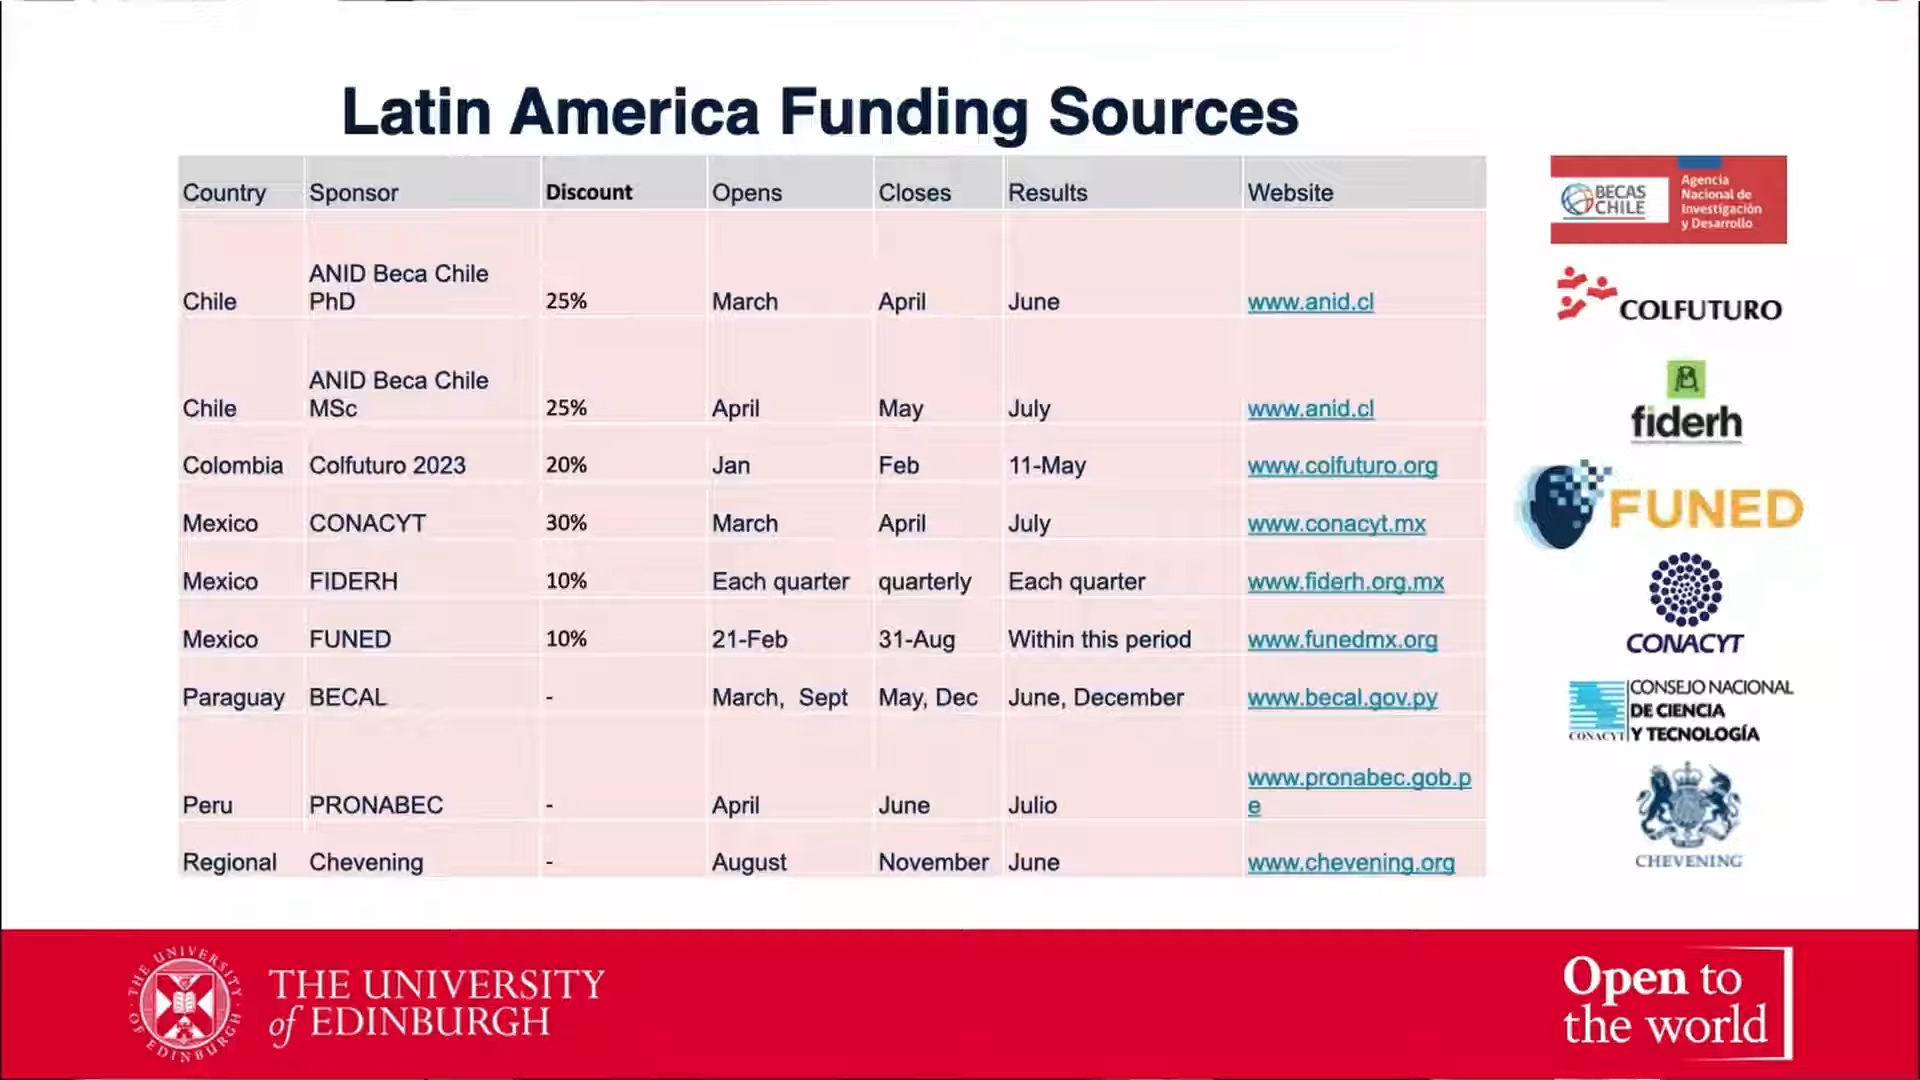 Latin America Funding Sources
Country Sponsor Discount Opens Closes Results Website
Chile ANID Beca Chile PhD 25% March April June www.anid.cl
Chile ANID Beca Chile MSc 25% April May July www.anid.cl
Colombia Colfuturo 2023 20% Jan Feb 11-May www.colfuturo.org
Mexico CONACYT 30% March April July www.conacyt.mx
Mexico FIDERH 10% Each quarter quarterly Each quarter www.fiderh.org.mx
Mexico FUNED 10% 21-Feb 31-Aug Within this period www.funedmx.org
Paraguay BECAL - March, Sept May, Dec June, December www.becal.gov.py
Peru PRONABEC - April June Julio www.pronabec.gob.pe
Regional Chevening - August November June www.chevening.org
BECAS CHILE
Agencia
Nacional de
Investigación
y Desarrollo
COLFUTURO
fiderh
FUNED
CONACYT
CONSEJO NACIONAL
DE CIENCIA
CONACYT Y TECNOLOGÍA
CHEVENING
THE UNIVERSITY OF EDINBURGH
THE UNIVERSITY
of EDINBURGH
Open to
the world